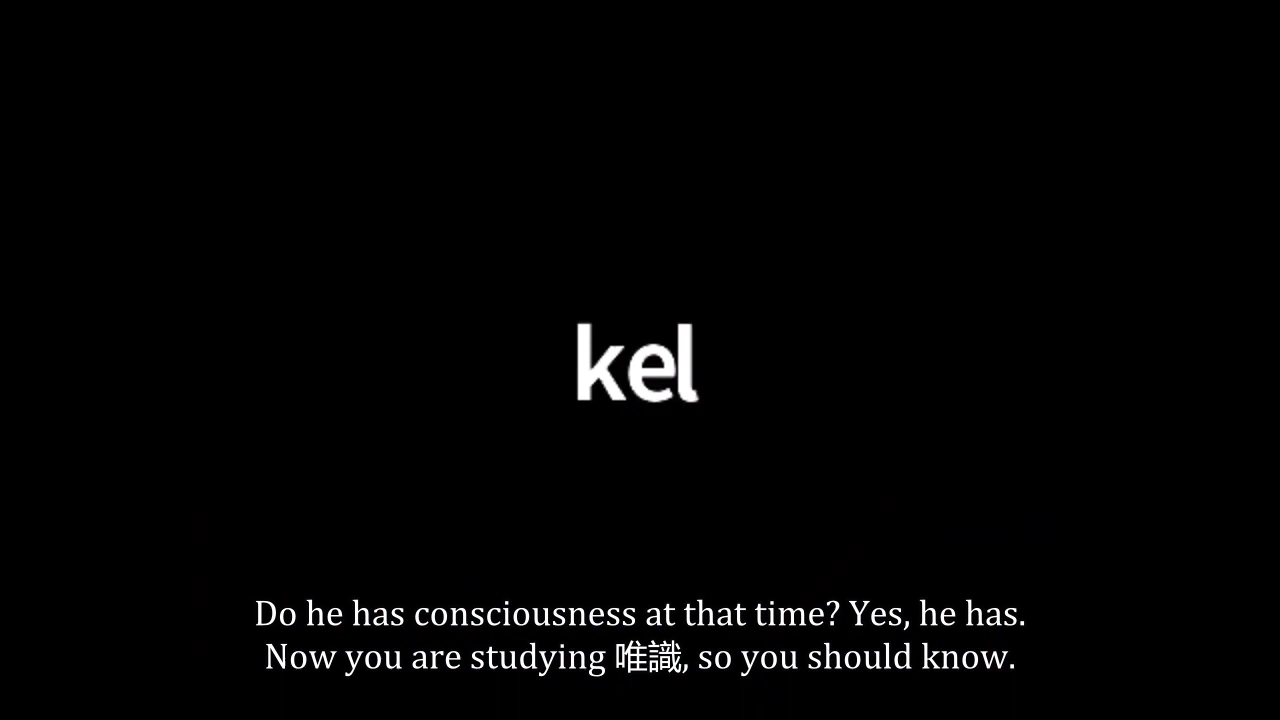 kel
Do he has consciousness at that time? Yes, he has.
Now you are studying 唯識, so you should know.